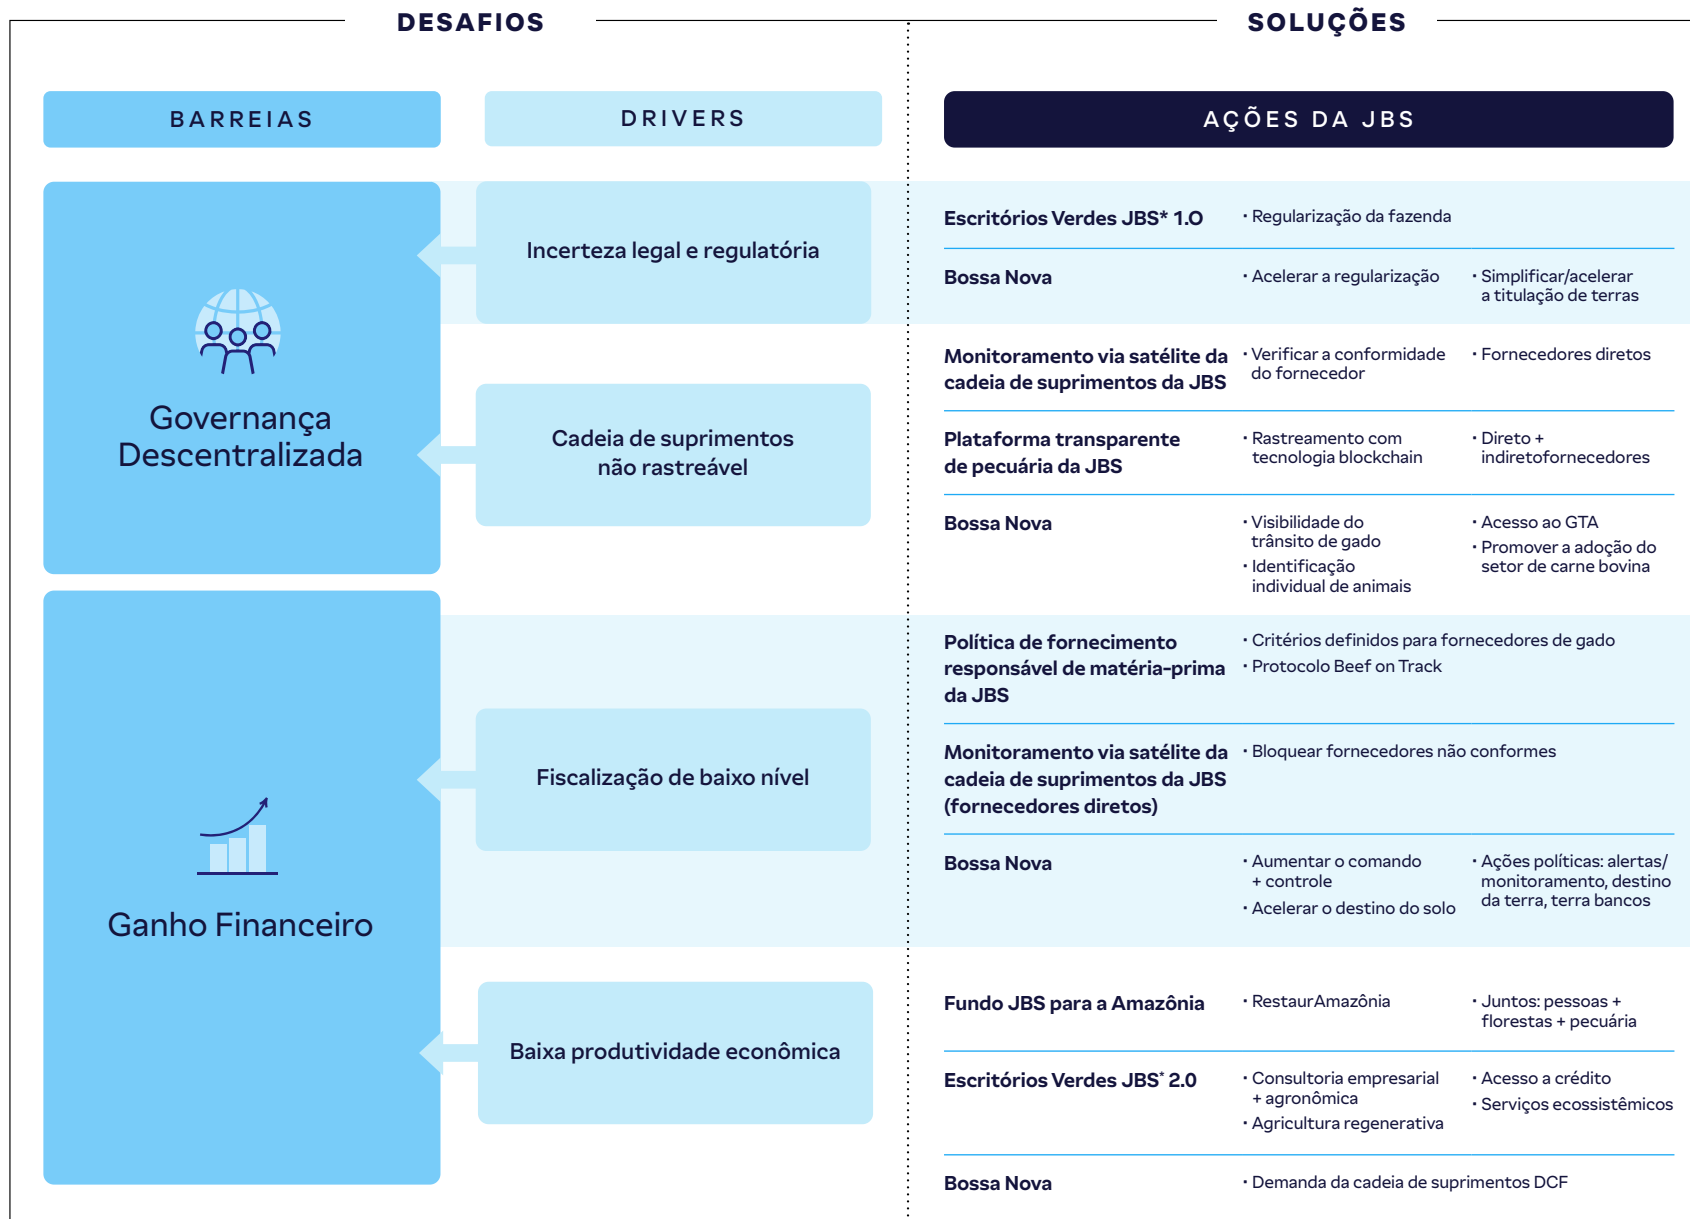 DESAFIOS
SOLUÇÕES
BARREIAS
DRIVERS
AÇÕES DA JBS
Governança
Descentralizada
Incerteza legal e regulatória
Escritórios Verdes JBS* 1.0
· Regularização da fazenda
Bossa Nova
· Acelerar a regularização
· Simplificar/acelerar
a titulação de terras
Cadeia de suprimentos
não rastreável
Monitoramento via satélite da
cadeia de suprimentos da JBS
· Verificar a conformidade
do fornecedor
· Fornecedores diretos
Plataforma transparente
de pecuária da JBS
· Rastreamento com
tecnologia blockchain
· Direto +
indiretofornecedores
Bossa Nova
· Visibilidade do
trânsito de gado
· Identificação
individual de animais
· Acesso ao GTA
· Promover a adoção do
setor de carne bovina
Ganho Financeiro
Fiscalização de baixo nível
Política de fornecimento
responsável de matéria-prima
da JBS
· Critérios definidos para fornecedores de gado
· Protocolo Beef on Track
Monitoramento via satélite da
cadeia de suprimentos da JBS
(fornecedores diretos)
· Bloquear fornecedores não conformes
Bossa Nova
· Aumentar o comando
+ controle
· Acelerar o destino do solo
· Ações políticas: alertas/
monitoramento, destino
da terra, terra bancos
Baixa produtividade econômica
Fundo JBS para a Amazônia
· RestaurAmazônia
· Juntos: pessoas +
florestas + pecuária
Escritórios Verdes JBS* 2.0
· Consultoria empresarial
+ agronômica
· Agricultura regenerativa
· Acesso a crédito
· Serviços ecossistêmicos
Bossa Nova
· Demanda da cadeia de suprimentos DCF